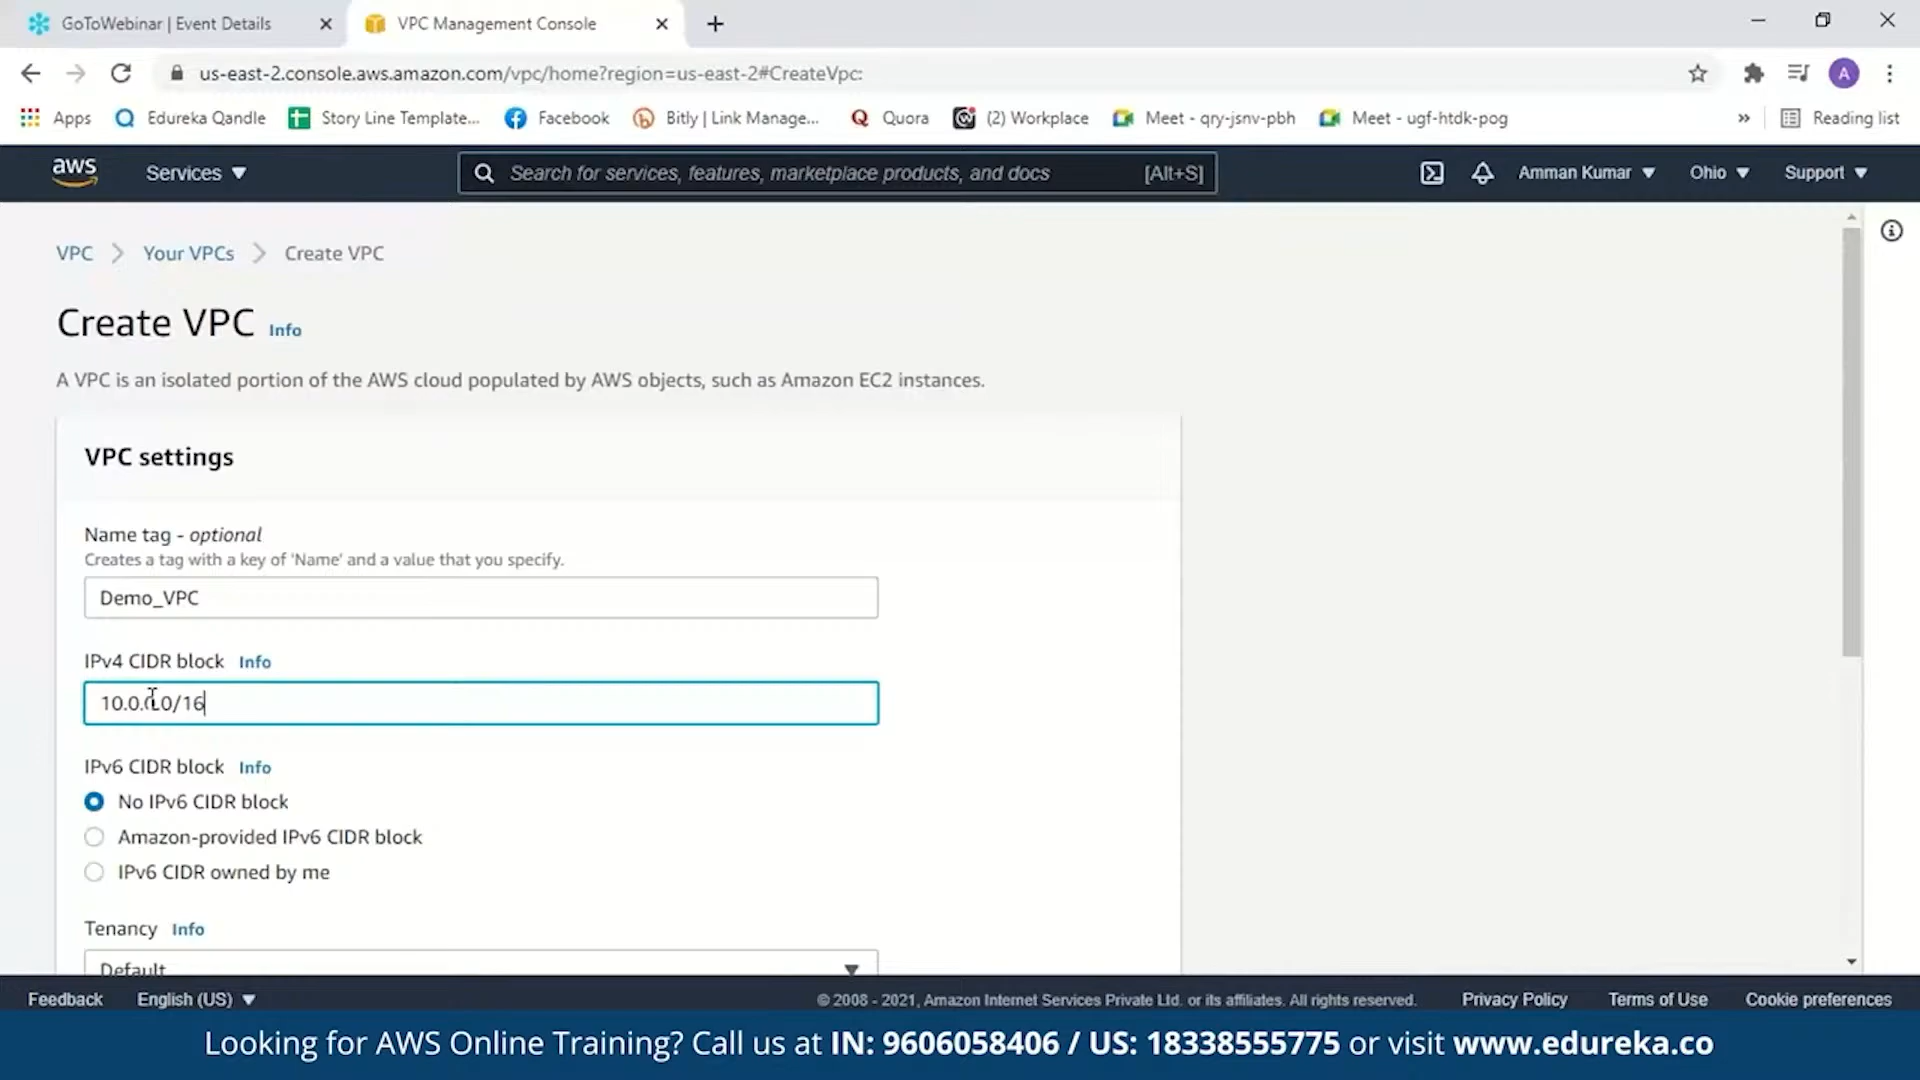 GoToWebinar | Event Details
VPC Management Console
us-east-2.console.aws.amazon.com/vpc/home?region=us-east-2#CreateVpc:
A
Apps
Edureka Qandle
Story Line Template...
Facebook
Bitly | Link Manage...
Quora
(2) Workplace
Meet - qry-jsnv-pbh
Meet - ugf-htdk-pog
»
Reading list
aws
Services
Search for services, features, marketplace products, and docs
[Alt+S]
Amman Kumar
Ohio
Support
VPC > Your VPCs > Create VPC
Create VPC Info
A VPC is an isolated portion of the AWS cloud populated by AWS objects, such as Amazon EC2 instances.
VPC settings
Name tag - optional
Creates a tag with a key of 'Name' and a value that you specify.
Demo_VPC
IPv4 CIDR block Info
10.0.0.0/16
IPv6 CIDR block Info
No IPv6 CIDR block
Amazon-provided IPv6 CIDR block
IPv6 CIDR owned by me
Tenancy Info
Default
Feedback
English (US)
© 2008 - 2021, Amazon Internet Services Private Ltd. or its affiliates. All rights reserved.
Privacy Policy
Terms of Use
Cookie preferences
Looking for AWS Online Training? Call us at IN: 9606058406 / US: 18338555775 or visit www.edureka.co